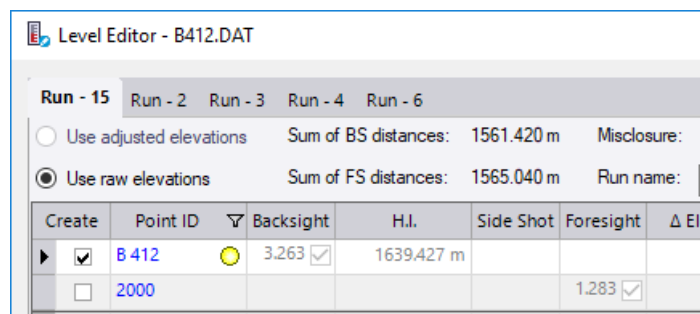 Level Editor - B412.DAT
Run - 15 Run - 2 Run - 3 Run - 4 Run - 6
Use adjusted elevations Sum of BS distances: 1561.420 m Misclosure:
Use raw elevations Sum of FS distances: 1565.040 m Run name:
Create Point ID Backsight H.I. Side Shot Foresight Δ El
B 412 3.263 1639.427 m
2000 1.283